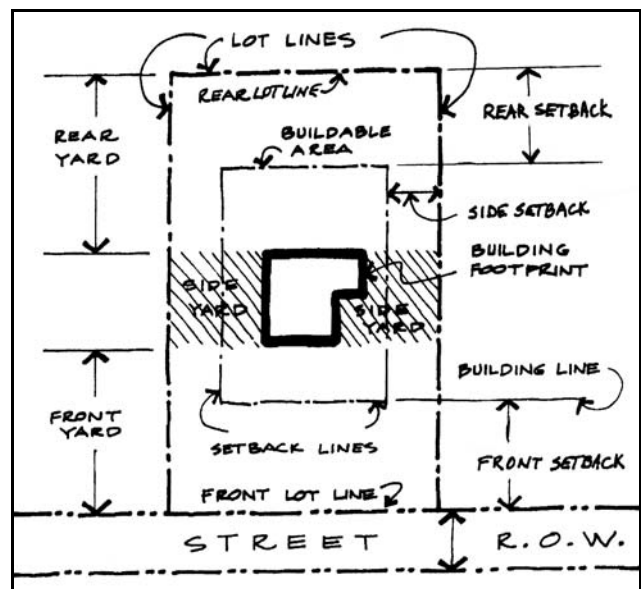 LOT LINES
REAR LOT LINE
REAR
YARD
REAR SETBACK
BUILDABLE
AREA
SIDE SETBACK
BUILDING
FOOTPRINT
SIDE
YARD
SIDE
YARD
BUILDING LINE
FRONT
YARD
SETBACK LINES
FRONT SETBACK
FRONT LOT LINE
STREET R.O.W.